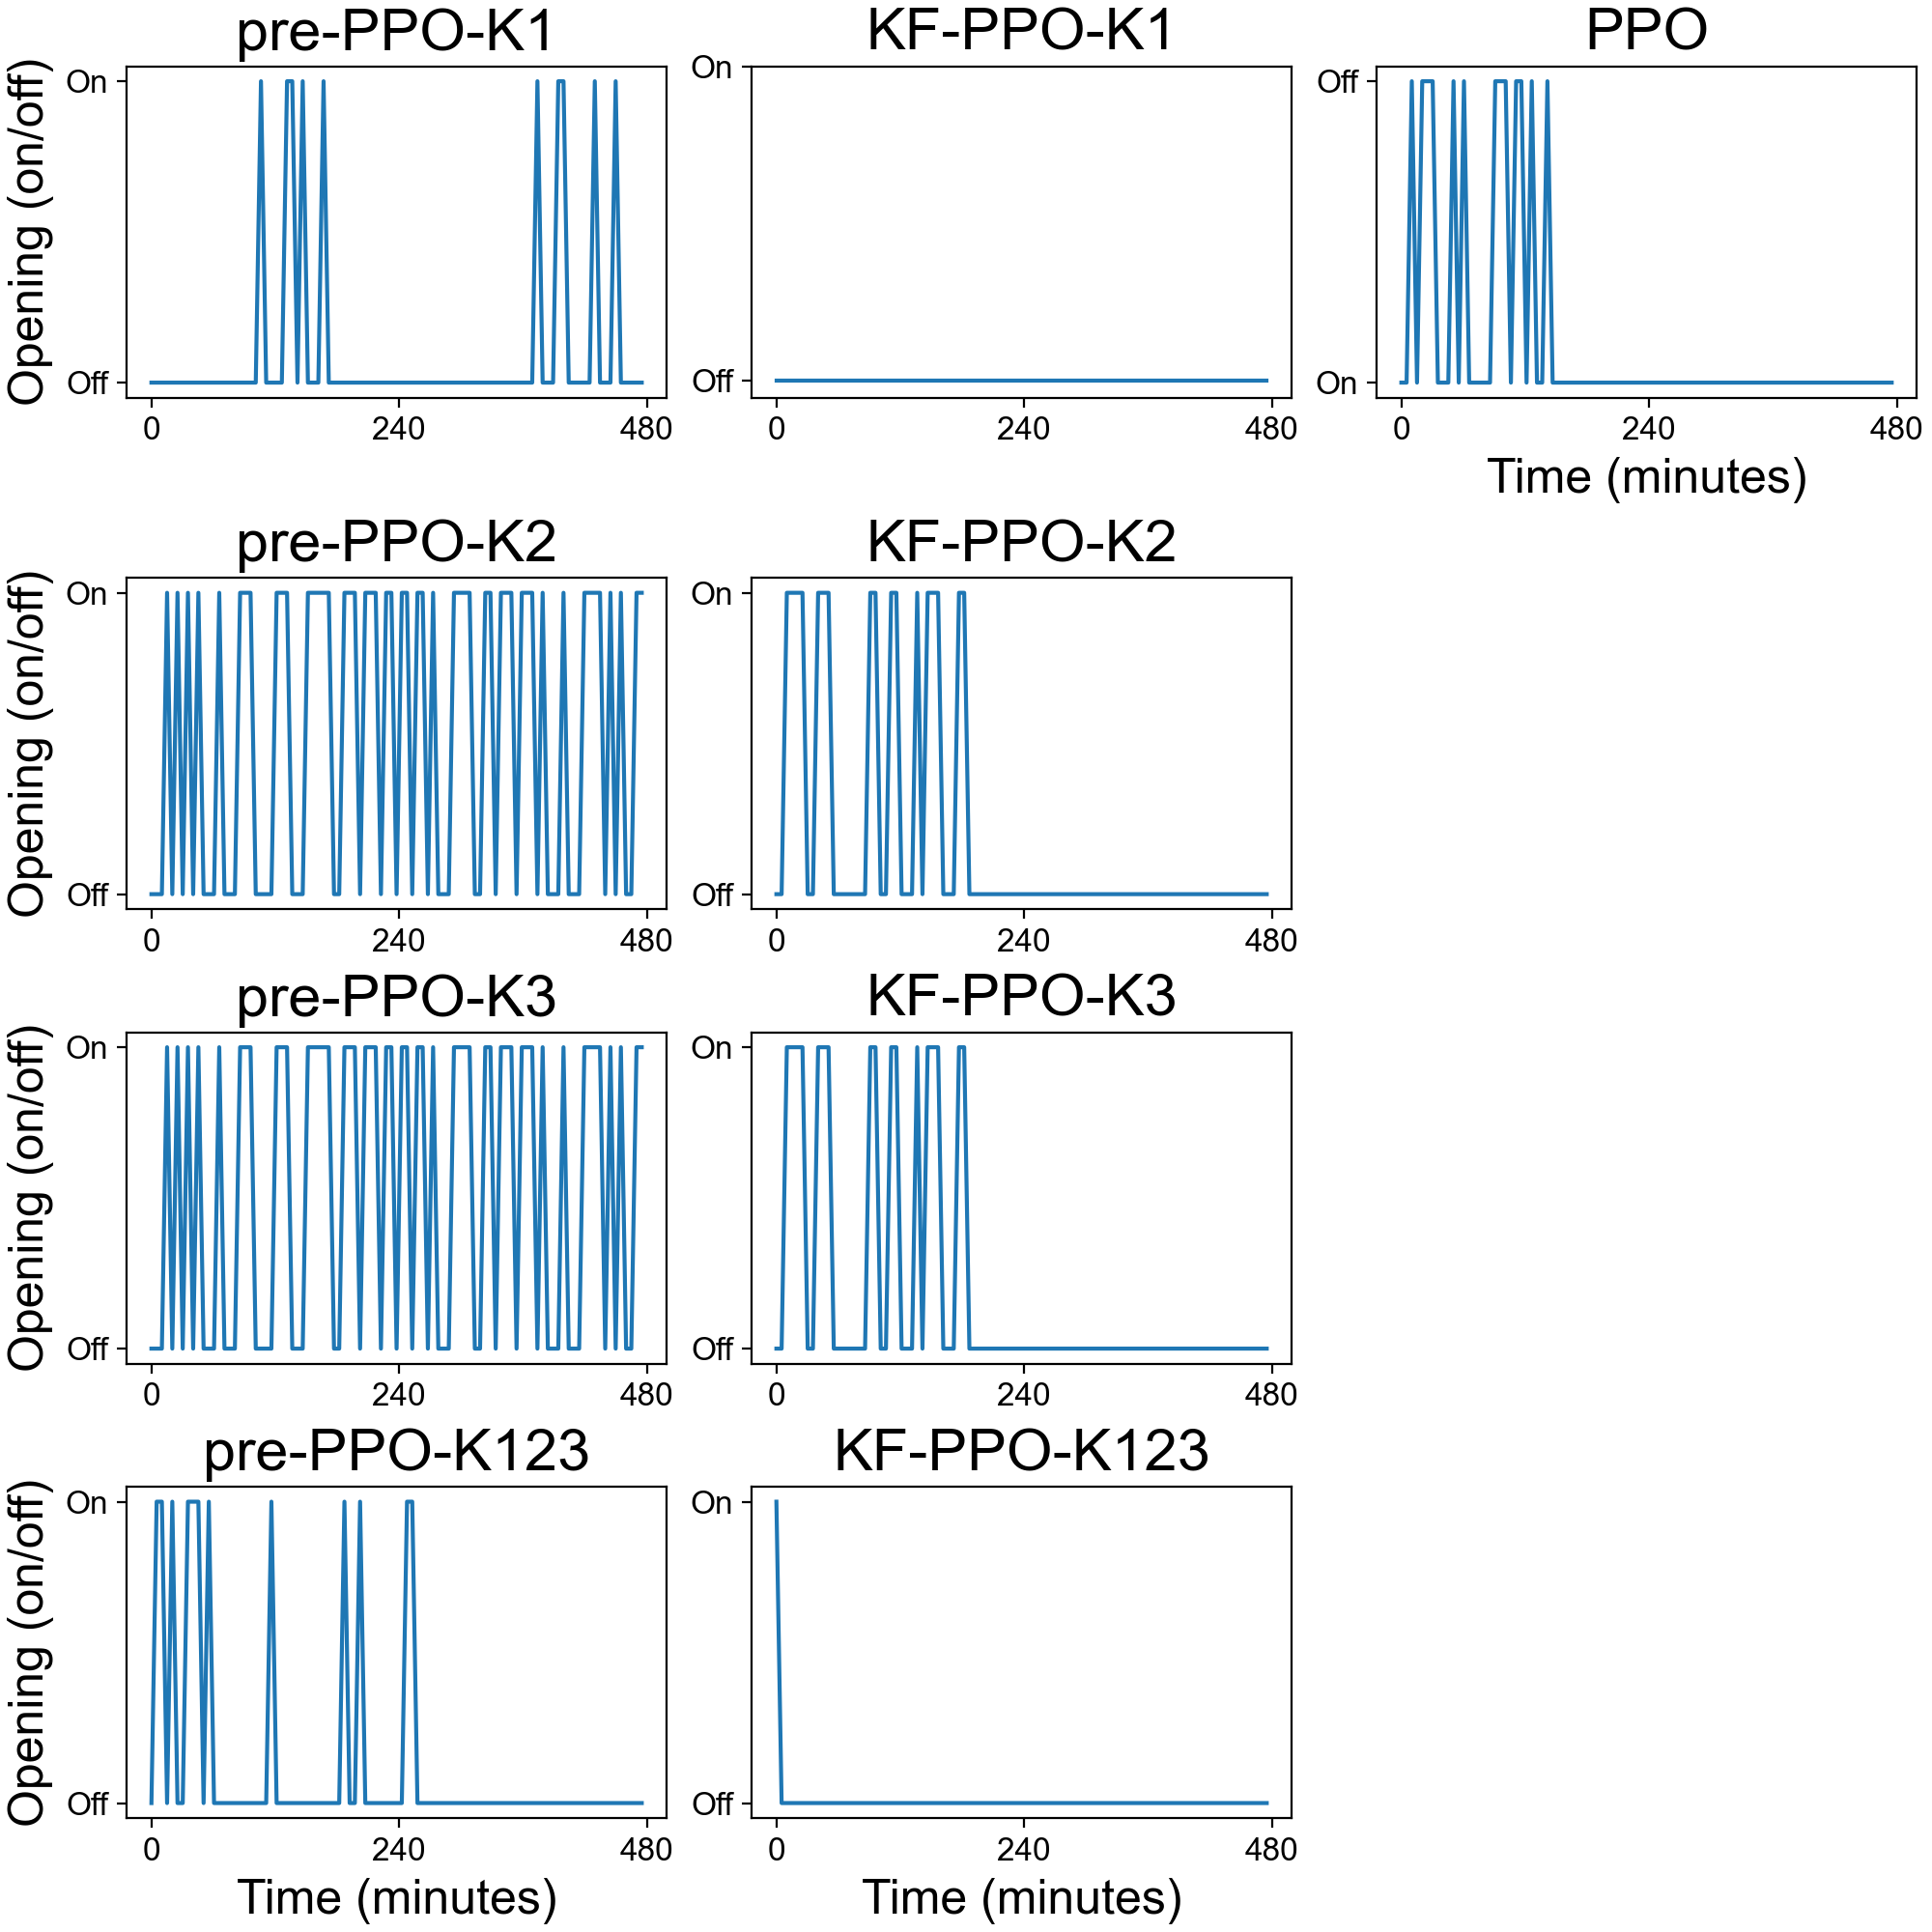 pre-PPO-K1
KF-PPO-K1
PPO
Opening (on/off)
On
Off
0 240 480
On
Off
0 240 480
Off
On
0 240 480
Time (minutes)
pre-PPO-K2
KF-PPO-K2
Opening (on/off)
On
Off
0 240 480
On
Off
0 240 480
pre-PPO-K3
KF-PPO-K3
Opening (on/off)
On
Off
0 240 480
On
Off
0 240 480
pre-PPO-K123
KF-PPO-K123
Opening (on/off)
On
Off
0 240 480
Time (minutes)
On
Off
0 240 480
Time (minutes)